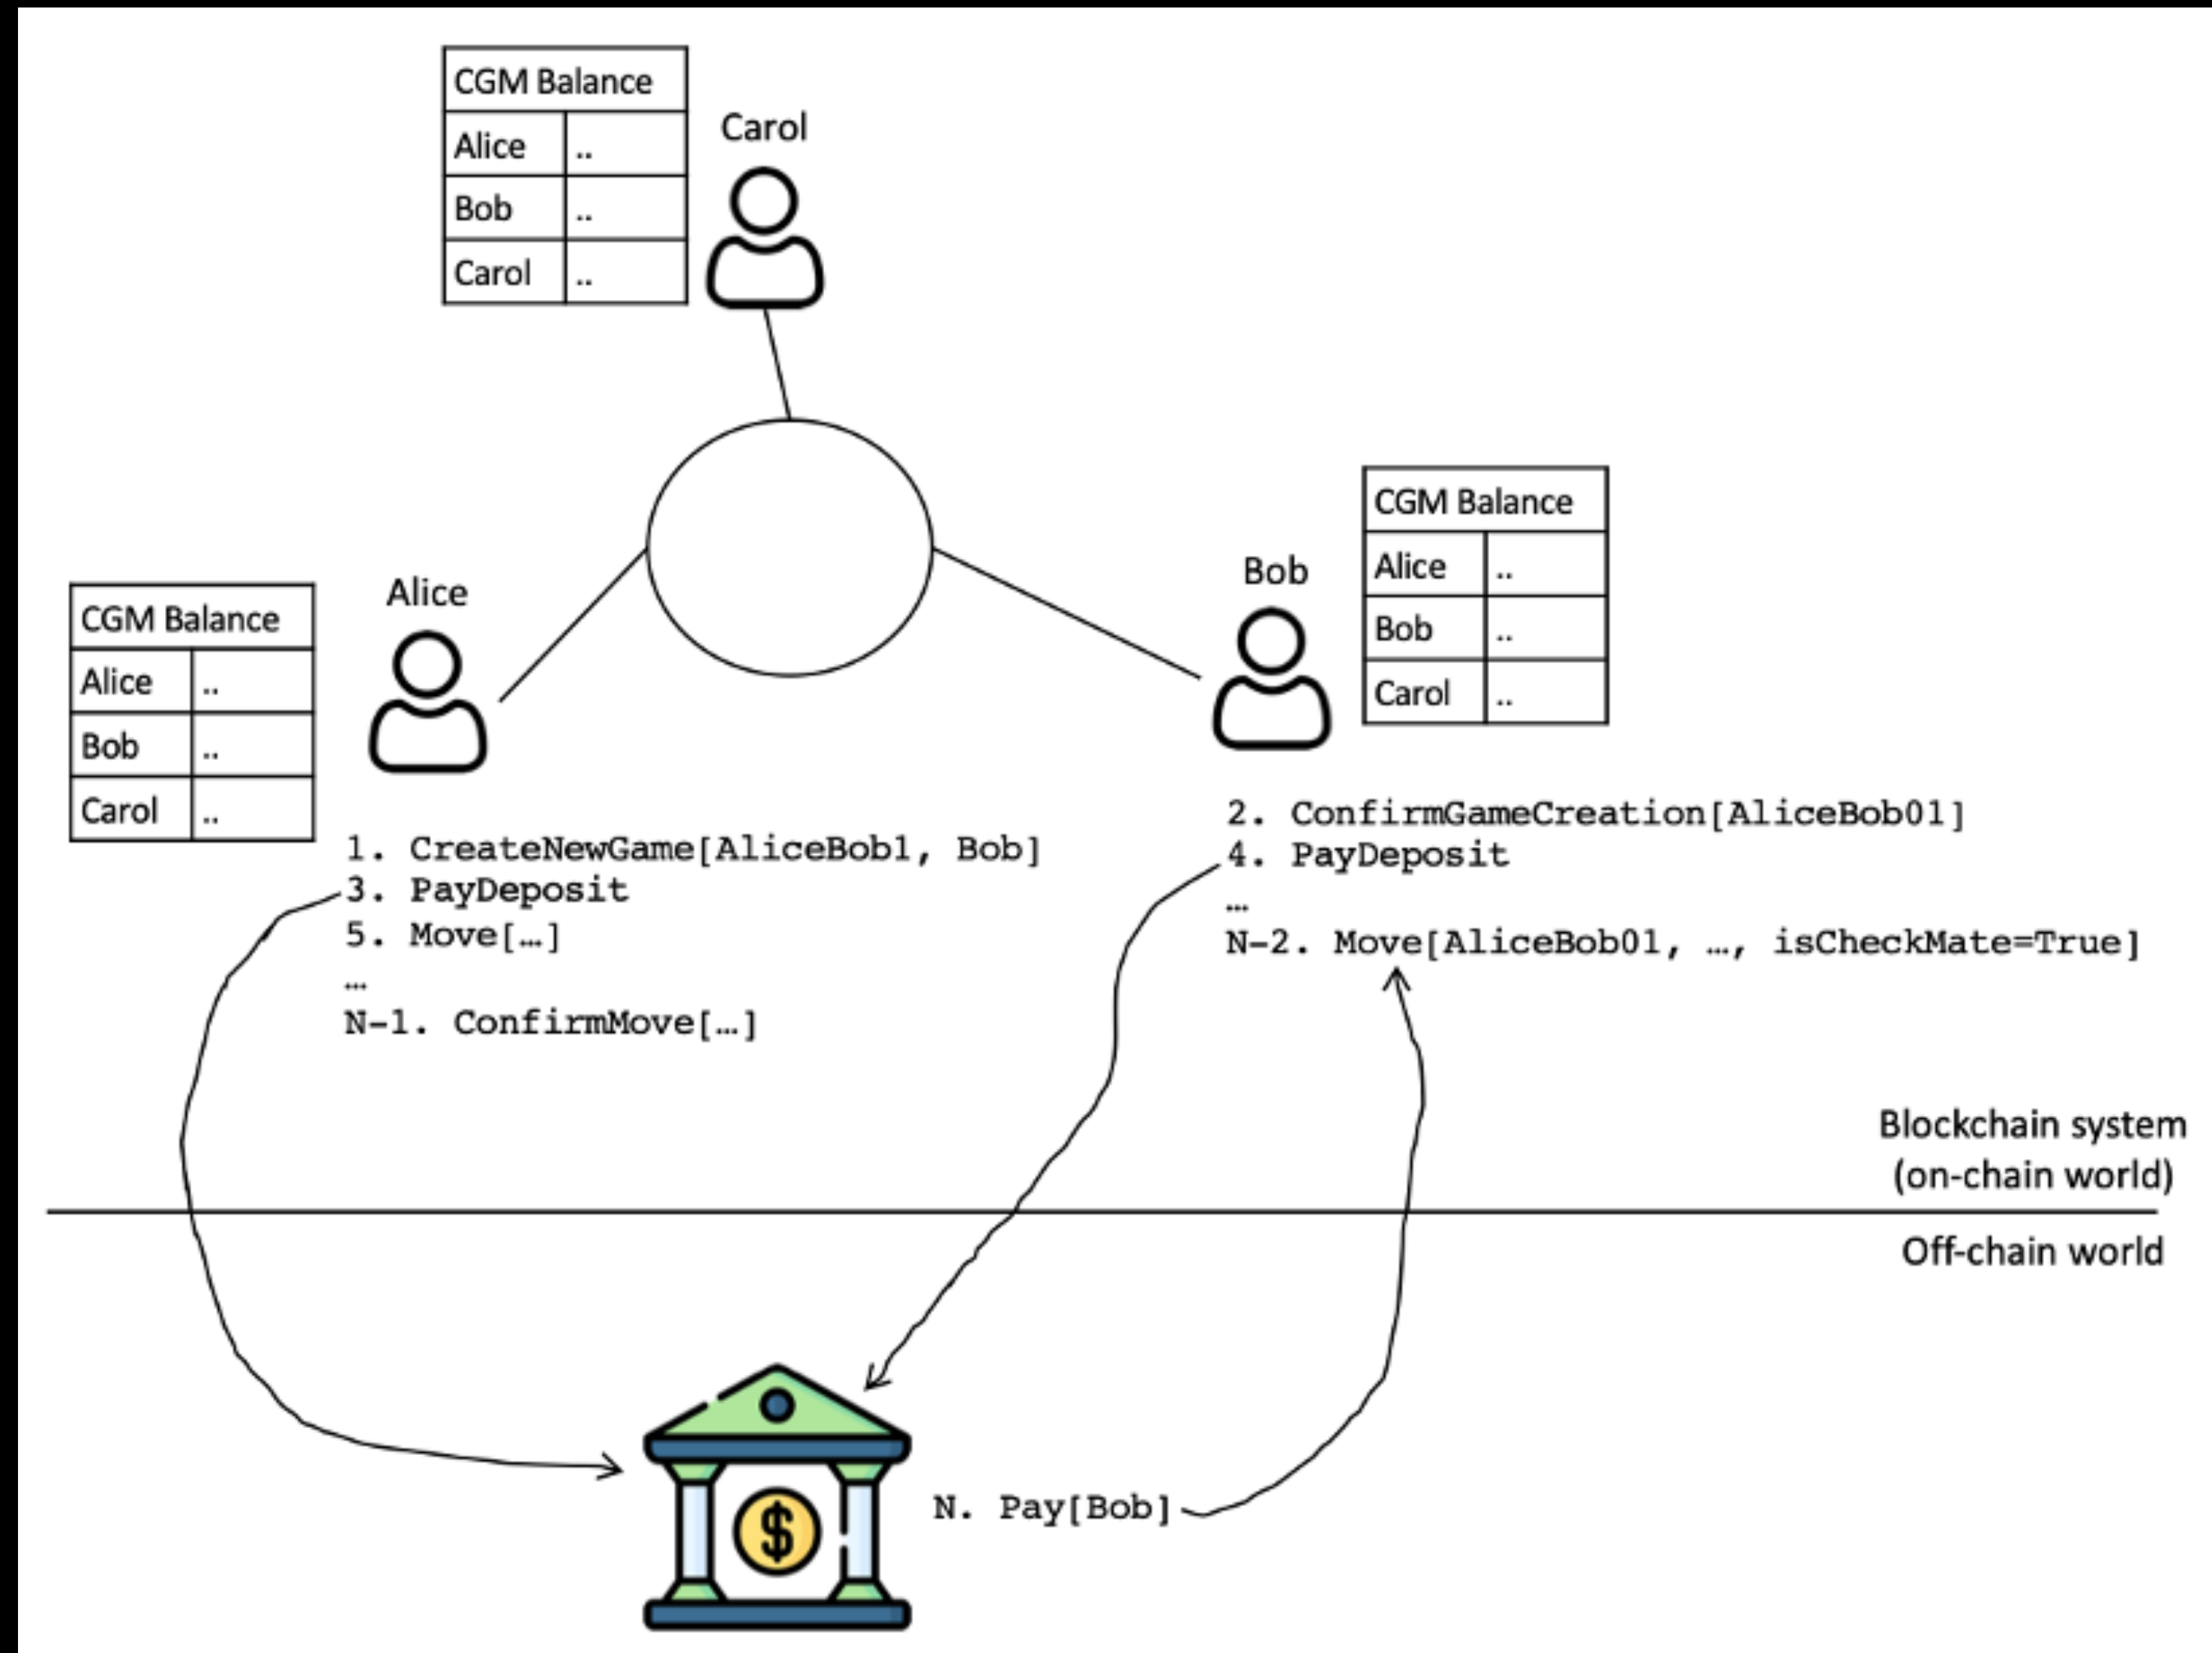 CGM Balance
Alice ..
Bob ..
Carol ..
Carol
CGM Balance
Alice ..
Bob ..
Carol ..
Alice
Bob
CGM Balance
Alice ..
Bob ..
Carol ..
1. CreateNewGame[AliceBob1, Bob]
3. PayDeposit
5. Move[…]
…
N-1. ConfirmMove[…]
2. ConfirmGameCreation[AliceBob01]
4. PayDeposit
…
N-2. Move[AliceBob01, …, isCheckMate=True]
Blockchain system
(on-chain world)
Off-chain world
$
N. Pay[Bob]